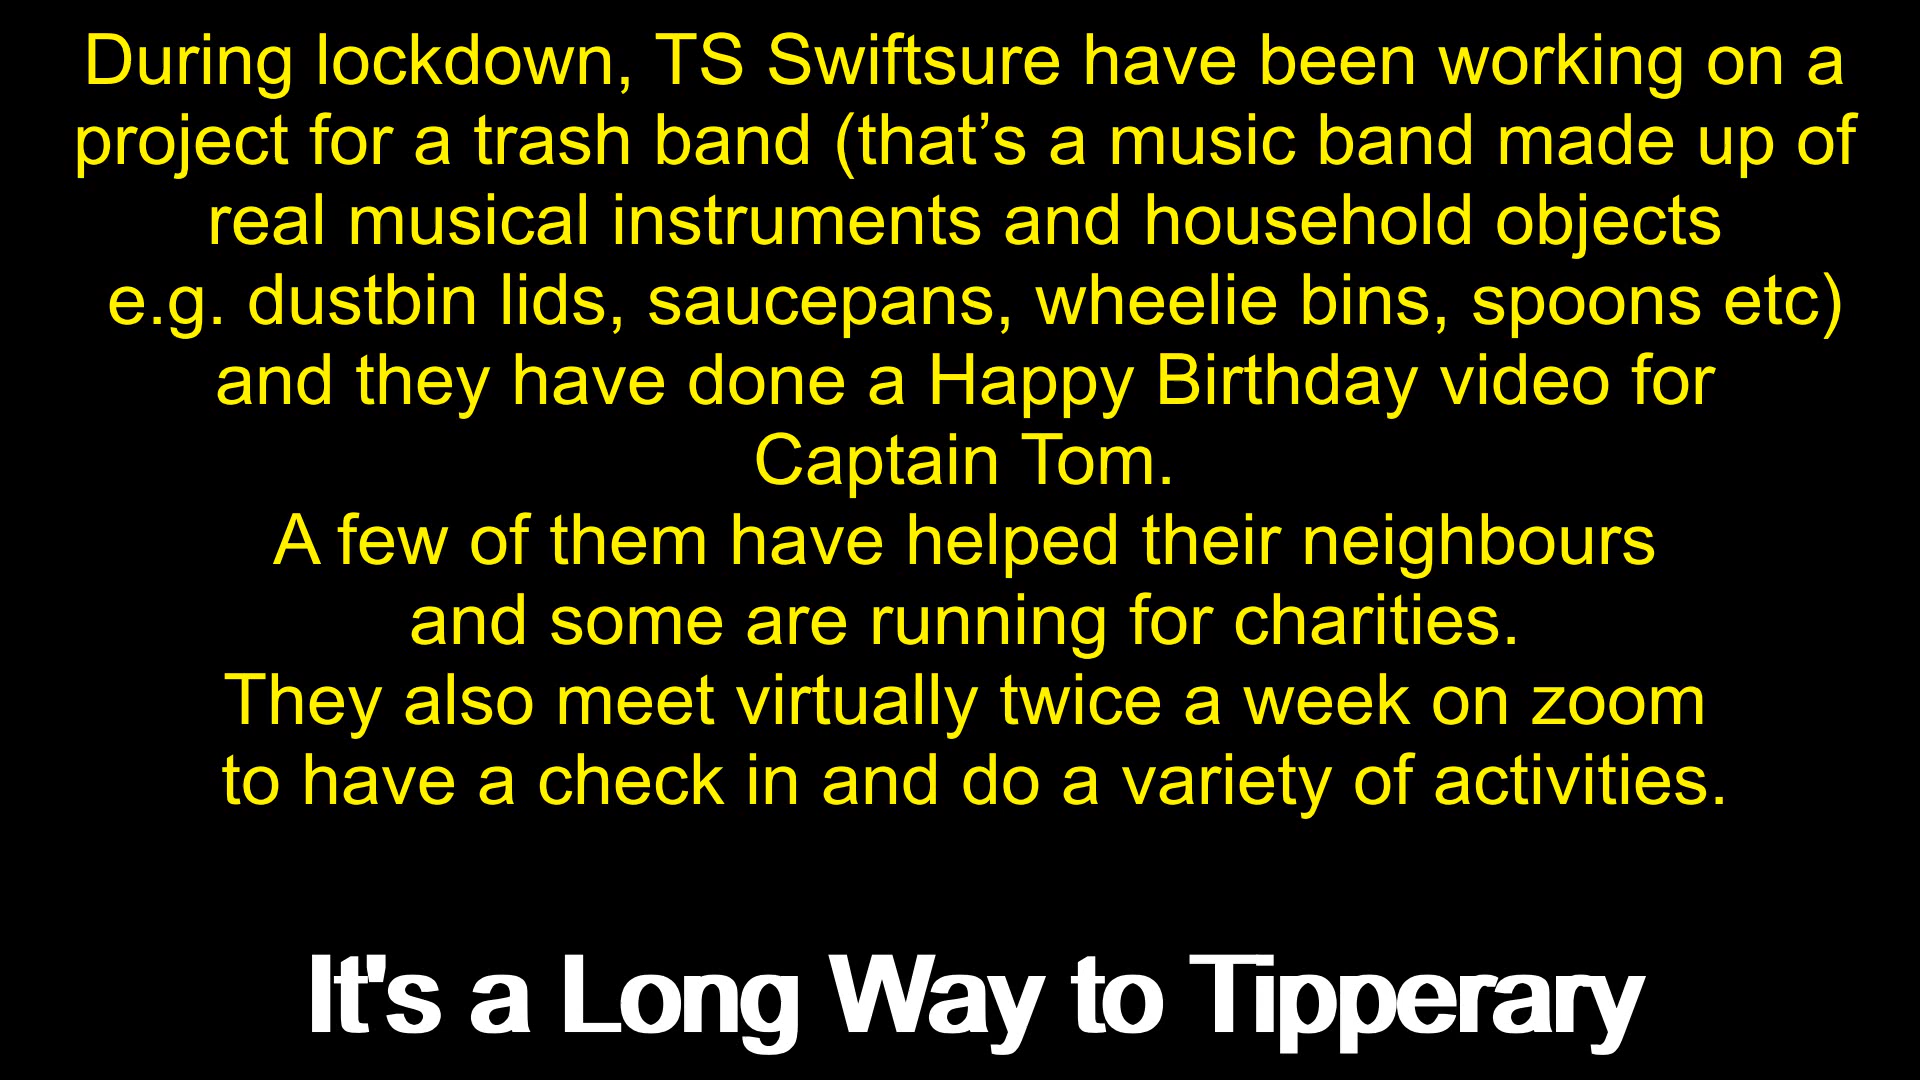 During lockdown, TS Swiftsure have been working on a
project for a trash band (that’s a music band made up of
real musical instruments and household objects
e.g. dustbin lids, saucepans, wheelie bins, spoons etc)
and they have done a Happy Birthday video for
Captain Tom.
A few of them have helped their neighbours
and some are running for charities.
They also meet virtually twice a week on zoom
to have a check in and do a variety of activities.
It's a Long Way to Tipperary